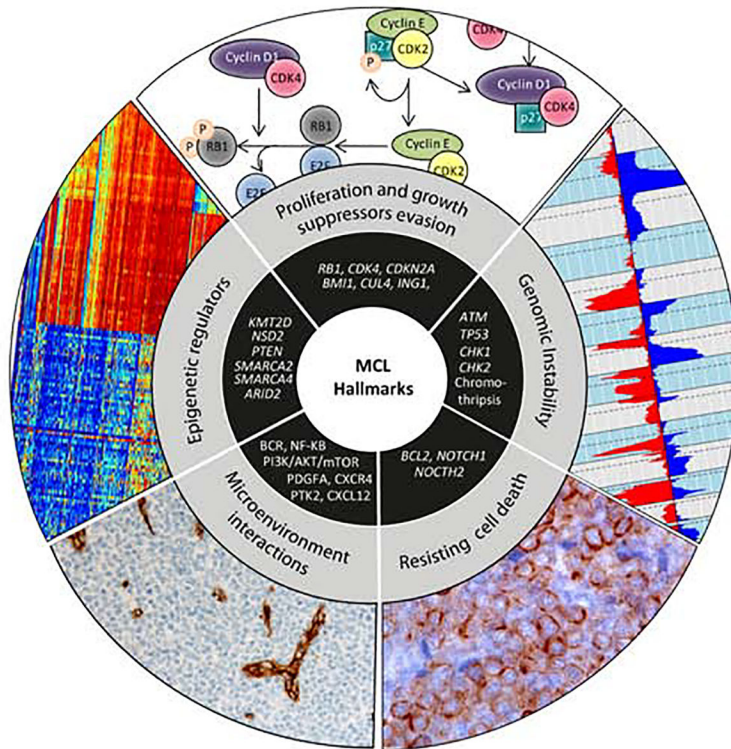 Cyclin E
p27
CDK2
P
CDK4
Cyclin D1
CDK4
Cyclin D1
CDK4
p27
P
P
RB1
RB1
E2F
E2F
Cyclin E
CDK2
Proliferation and growth
suppressors evasion
RB1, CDK4, CDKN2A
BMI1, CUL4, ING1,
Epigenetic regulators
KMT2D
NSD2
PTEN
SMARCA2
SMARCA4
ARID2
MCL
Hallmarks
ATM
TP53
CHK1
CHK2
Chromo-
thripsis
Genomic Instability
BCR, NF-KB
PI3K/AKT/mTOR
PDGFA, CXCR4
PTK2, CXCL12
BCL2, NOTCH1
NOCTH2
Microenvironment
interactions
Resisting cell death